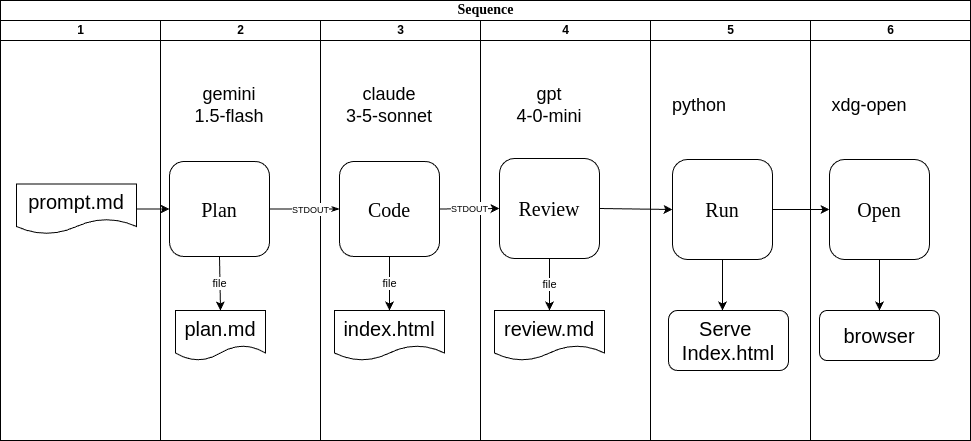 Sequence
1
2
3
4
5
6
gemini
1.5-flash
claude
3-5-sonnet
gpt
4-0-mini
python
xdg-open
prompt.md
Plan
STDOUT
Code
STDOUT
Review
Run
Open
file
file
file
plan.md
index.html
review.md
Serve
Index.html
browser